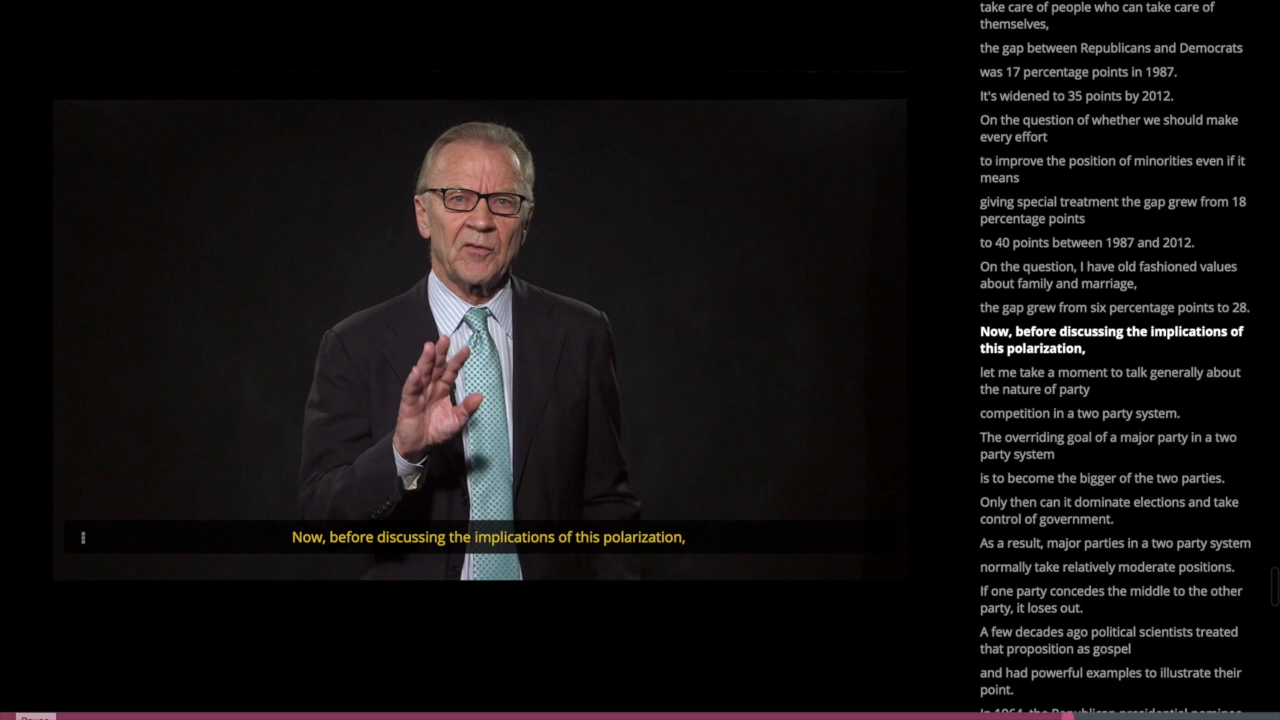 take care of people who can take care of
themselves,
the gap between Republicans and Democrats
was 17 percentage points in 1987.
It's widened to 35 points by 2012.
On the question of whether we should make
every effort
to improve the position of minorities even if it
means
giving special treatment the gap grew from 18
percentage points
to 40 points between 1987 and 2012.
On the question, I have old fashioned values
about family and marriage,
the gap grew from six percentage points to 28.
Now, before discussing the implications of
this polarization,
let me take a moment to talk generally about
the nature of party
competition in a two party system.
The overriding goal of a major party in a two
party system
is to become the bigger of the two parties.
Only then can it dominate elections and take
control of government.
As a result, major parties in a two party system
normally take relatively moderate positions.
If one party concedes the middle to the other
party, it loses out.
A few decades ago political scientists treated
that proposition as gospel
and had powerful examples to illustrate their
point.
In 1964, the Republican presidential nominee
Now, before discussing the implications of this polarization,